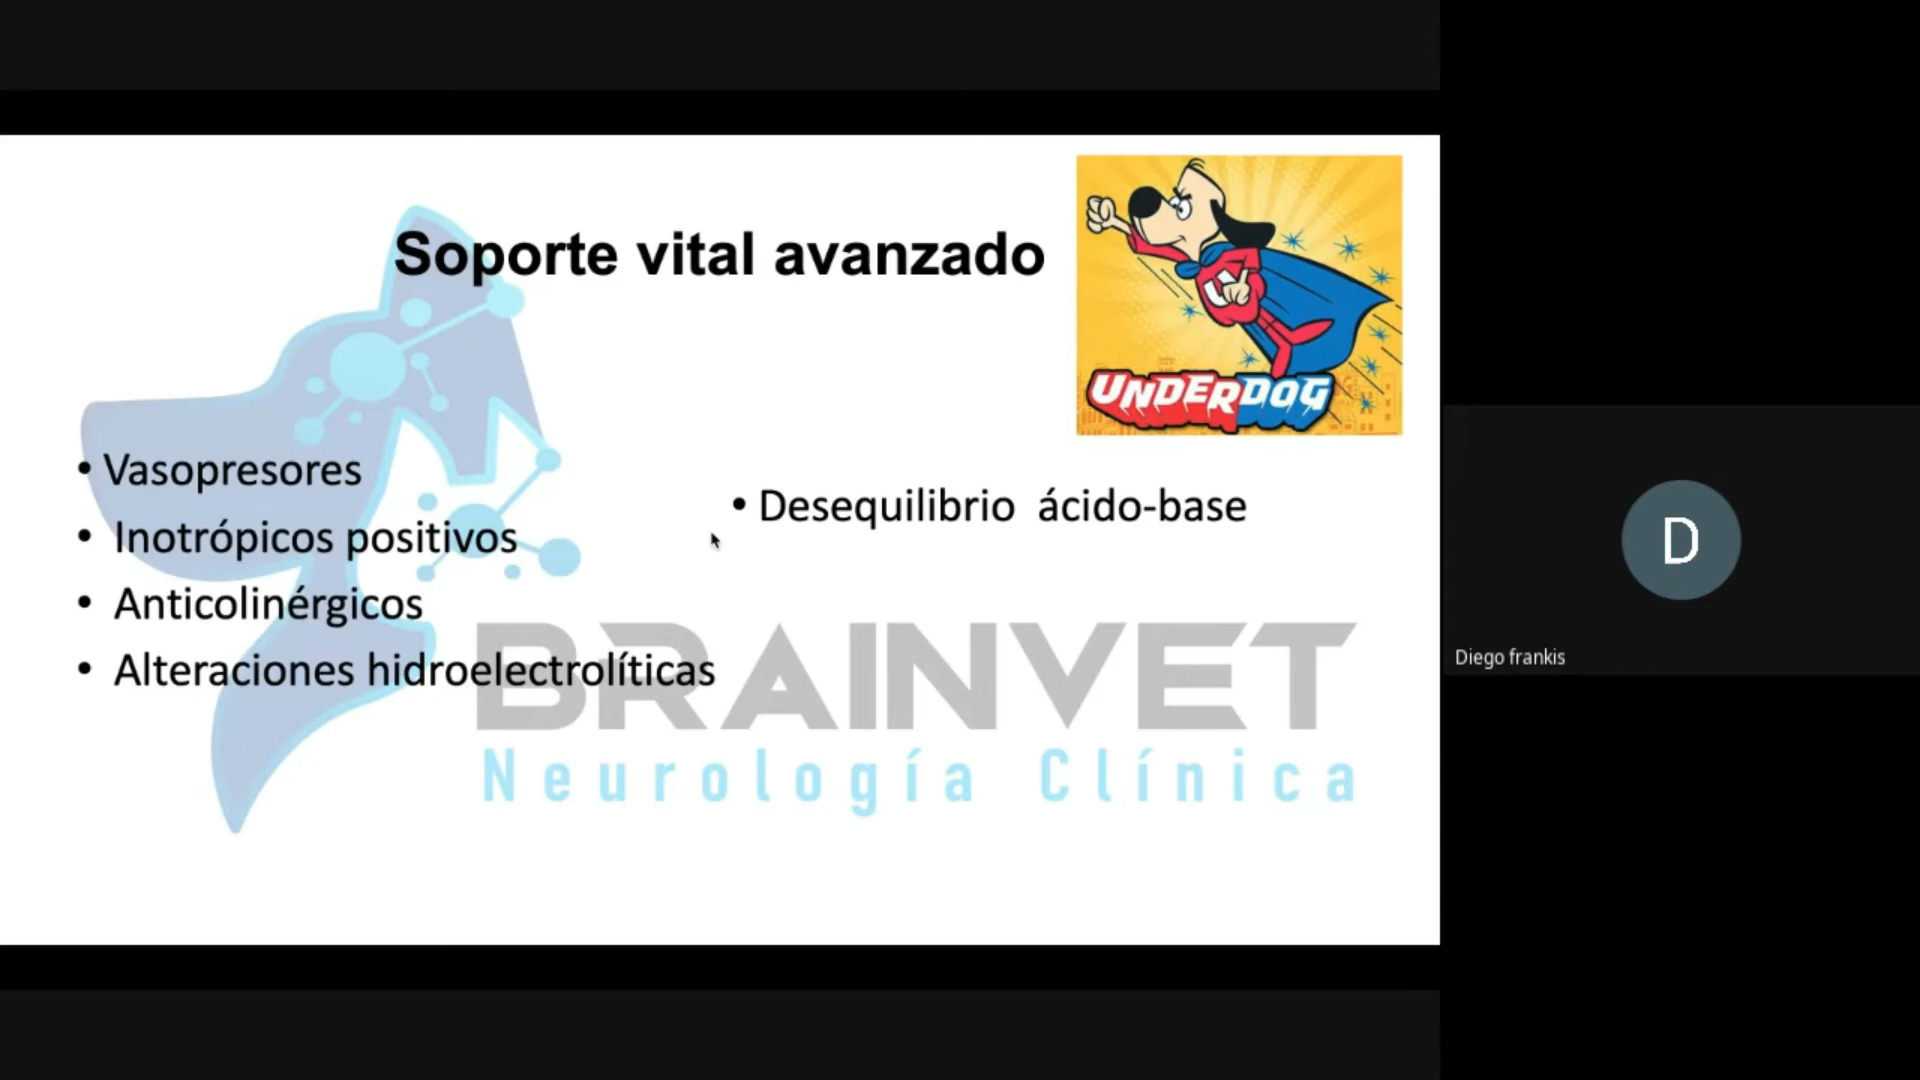 Soporte vital avanzado
UNDERDOG
• Vasopresores
• Inotrópicos positivos
• Anticolinérgicos
• Alteraciones hidroelectrolíticas
• Desequilibrio ácido-base
BRAINVET
Neurología Clínica
D
Diego frankis